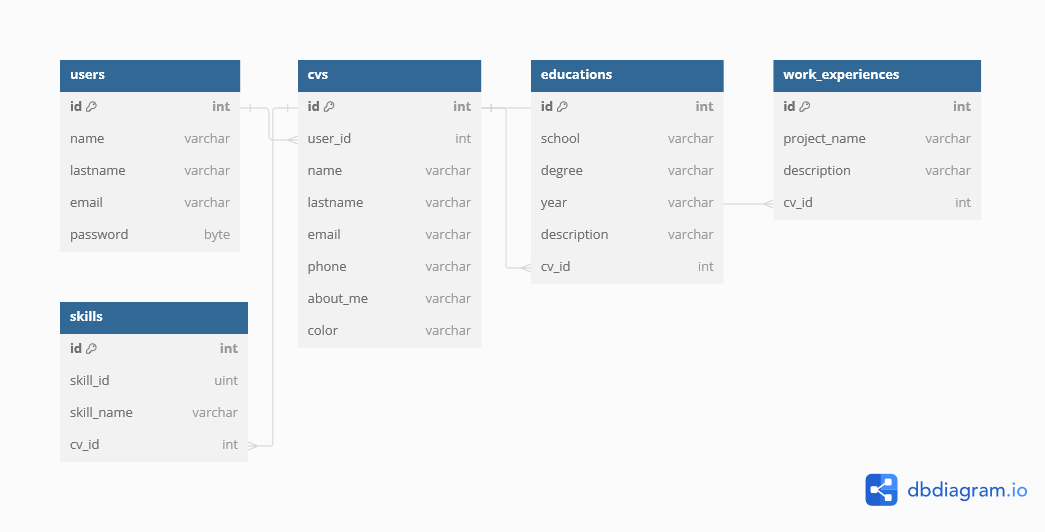 users
id int
name varchar
lastname varchar
email varchar
password byte
cvs
id int
user_id int
name varchar
lastname varchar
email varchar
phone varchar
about_me varchar
color varchar
educations
id int
school varchar
degree varchar
year varchar
description varchar
cv_id int
work_experiences
id int
project_name varchar
description varchar
cv_id int
skills
id int
skill_id uint
skill_name varchar
cv_id int
dbdiagram.io